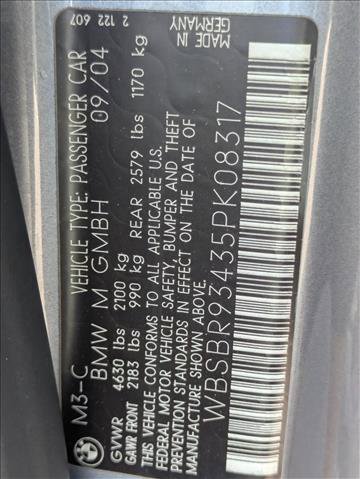 M3-C VEHICLE TYPE: PASSENGER CAR 2 122 607
BMW M GMBH 09/04
GVWR 4630 lbs 2100 kg
GAWR FRONT 2183 lbs 990 kg REAR 2579 lbs 1170 kg
THIS VEHICLE CONFORMS TO ALL APPLICABLE U.S.
FEDERAL MOTOR VEHICLE SAFETY, BUMPER AND THEFT
PREVENTION STANDARDS IN EFFECT ON THE DATE OF
MANUFACTURE SHOWN ABOVE.
MADE IN
GERMANY
WBSBR93435PK08317